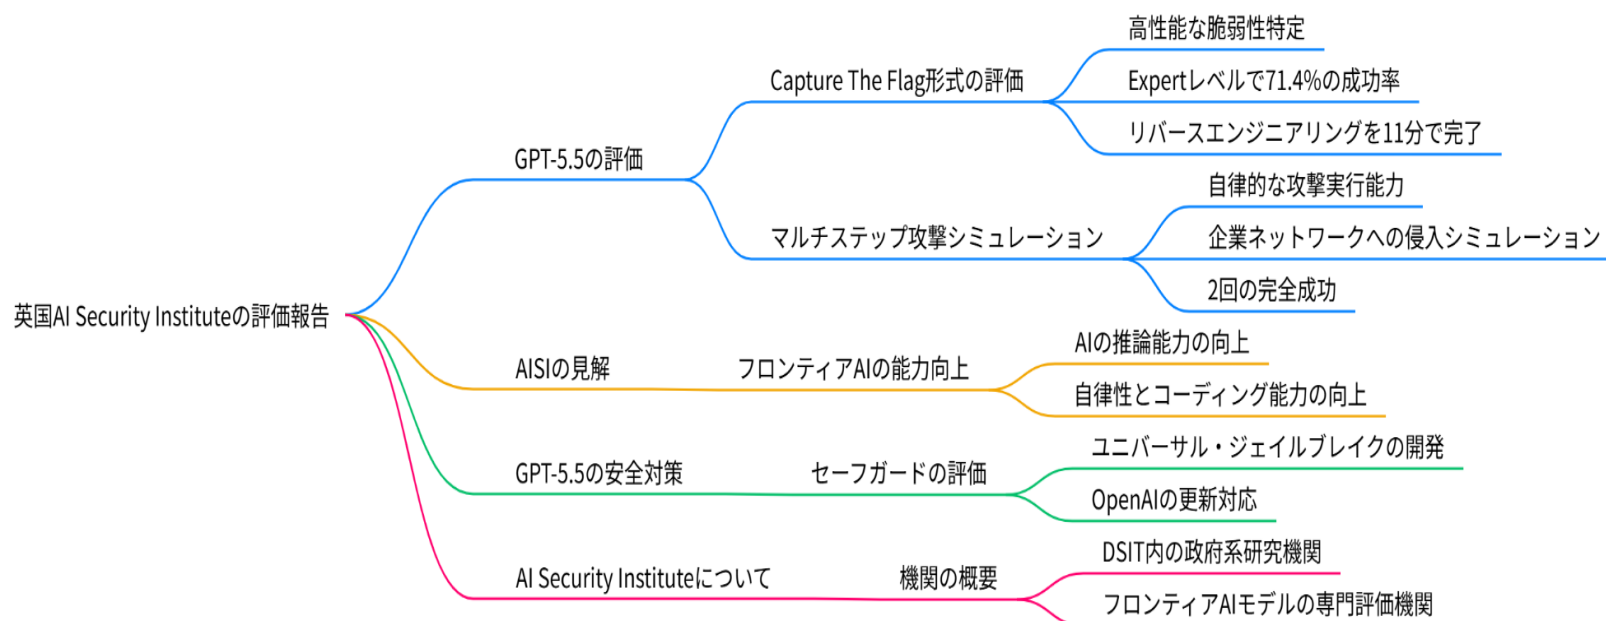 英国AI Security Instituteの評価報告
GPT-5.5の評価
Capture The Flag形式の評価
高性能な脆弱性特定
Expertレベルで71.4%の成功率
リバースエンジニアリングを11分で完了
マルチステップ攻撃シミュレーション
自律的な攻撃実行能力
企業ネットワークへの侵入シミュレーション
2回の完全成功
AISIの見解
フロンティアAIの能力向上
AIの推論能力の向上
自律性とコーディング能力の向上
GPT-5.5の安全対策
セーフガードの評価
ユニバーサル・ジェイルブレイクの開発
OpenAIの更新対応
AI Security Instituteについて
機関の概要
DSIT内の政府系研究機関
フロンティアAIモデルの専門評価機関